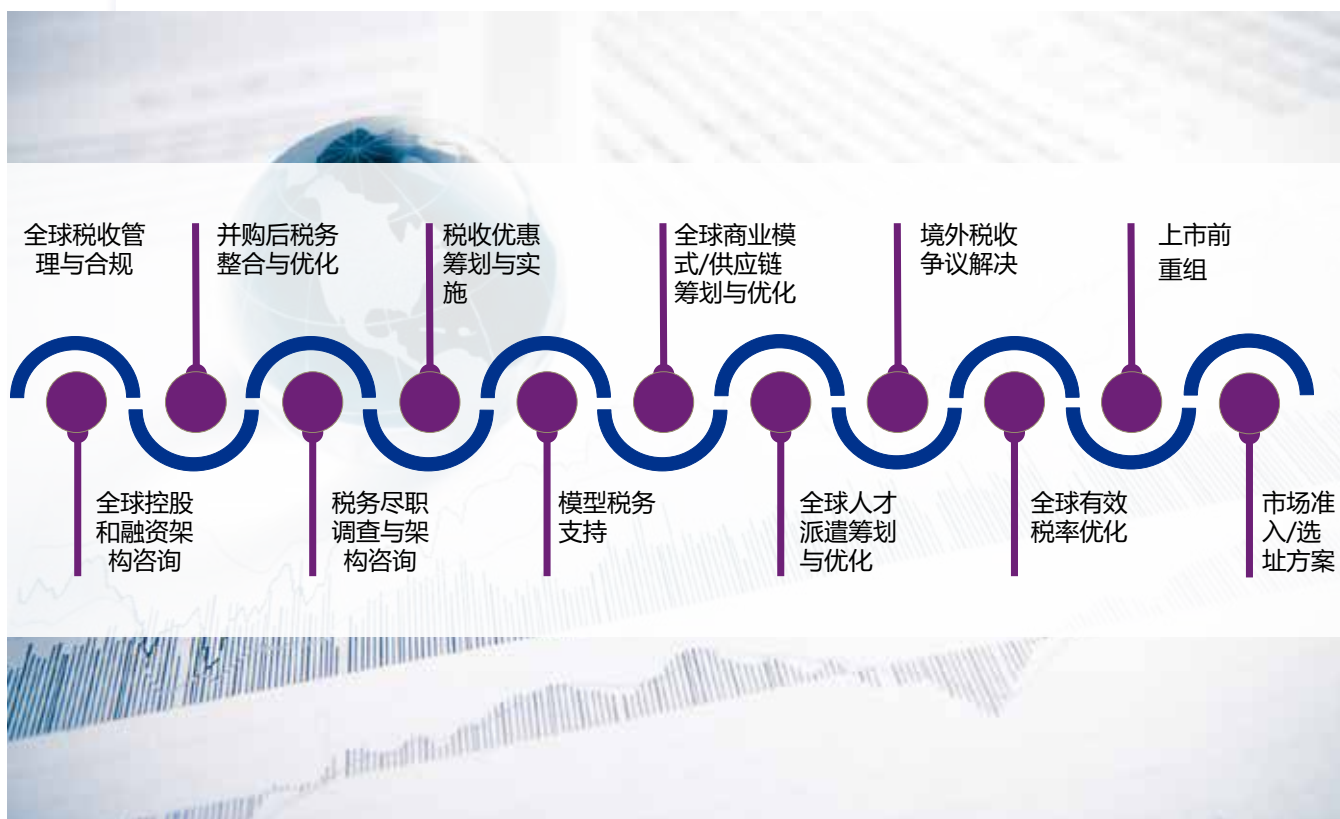 全球税收管
理与合规
并购后税务
整合与优化
税收优惠
筹划与实
施
全球商业模
式/供应链
筹划与优化
境外税收
争议解决
上市前
重组
全球控股
和融资架
构咨询
税务尽职
调查与架
构咨询
模型税务
支持
全球人才
派遣筹划
与优化
全球有效
税率优化
市场准
入/选
址方案